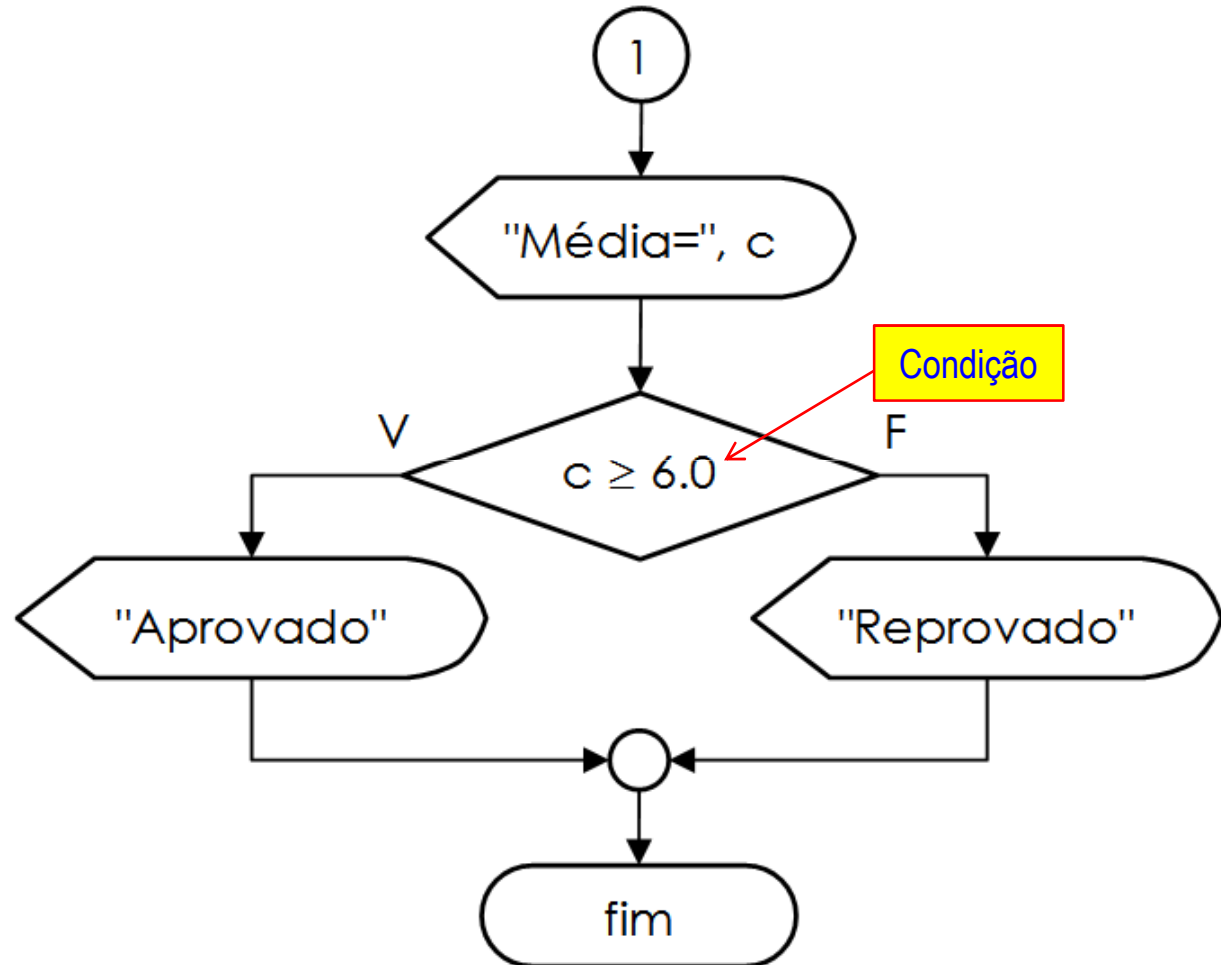 1
"Média=", c
Condição
V
F
c ≥ 6.0
"Aprovado"
"Reprovado"
fim